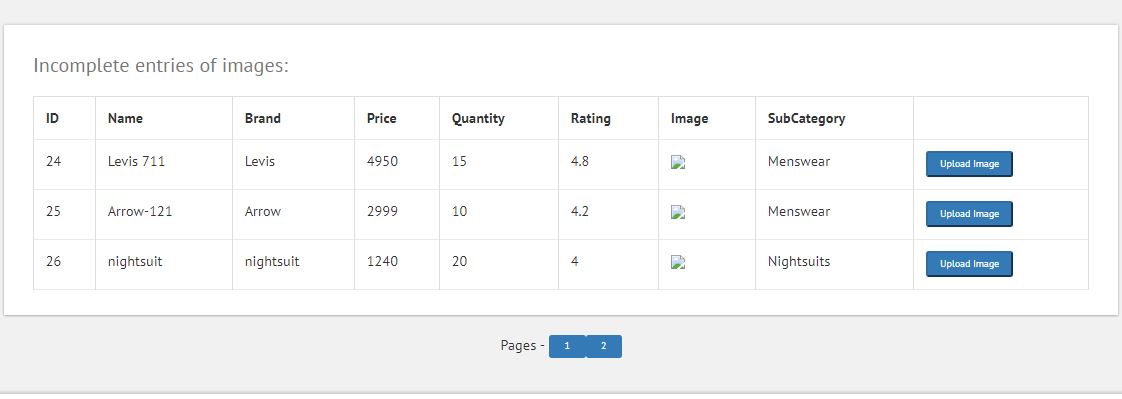 Incomplete entries of images:
ID Name Brand Price Quantity Rating Image SubCategory
24 Levis 711 Levis 4950 15 4.8 Menswear Upload Image
25 Arrow-121 Arrow 2999 10 4.2 Menswear Upload Image
26 nightsuit nightsuit 1240 20 4 Nightsuits Upload Image
Pages - 1 2